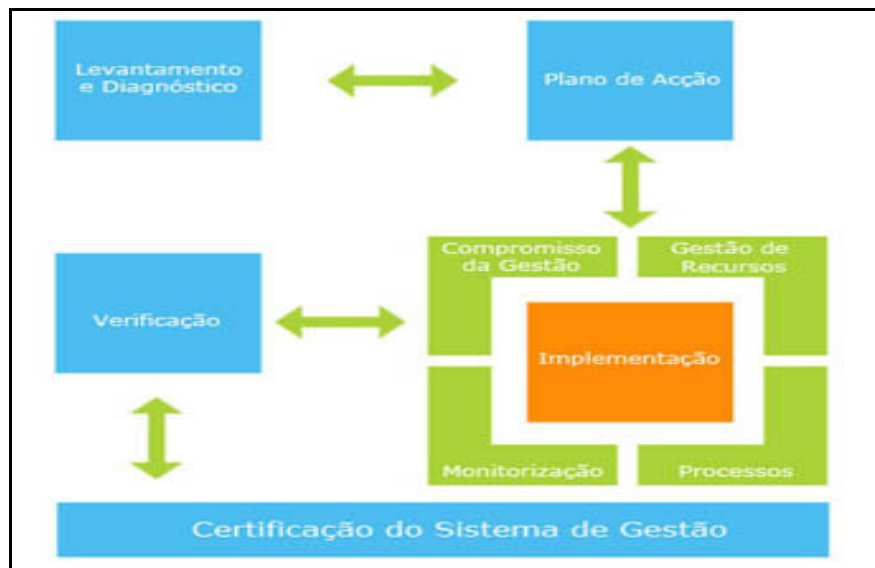 Levantamento
e Diagnóstico
Plano de Acção
Compromisso
da Gestão
Gestão de
Recursos
Verificação
Implementação
Monitorização
Processos
Certificação do Sistema de Gestão